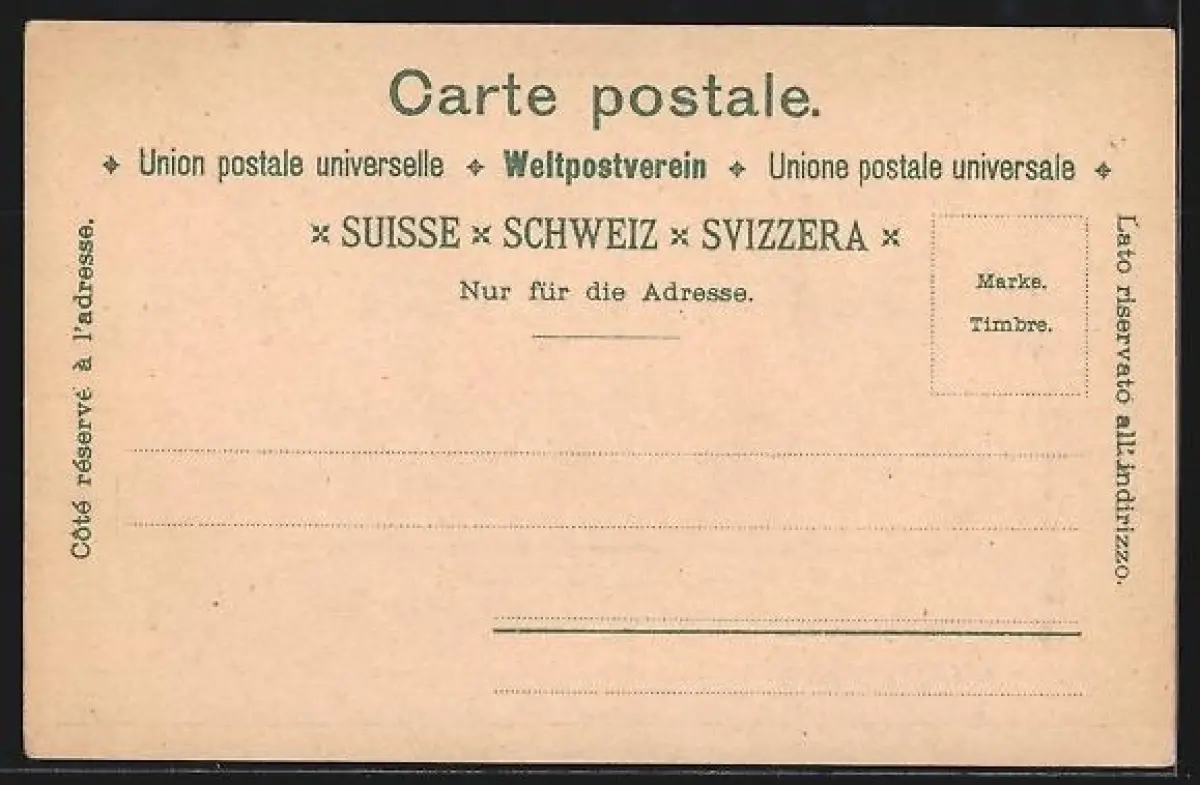 Carte postale.
Union postale universelle Weltpostverein Unione postale universale
SUISSE SCHWEIZ SVIZZERA
Nur für die Adresse.
Marke.
Timbre.
Côté réservé à l'adresse.
Lato riservato all'indirizzo.